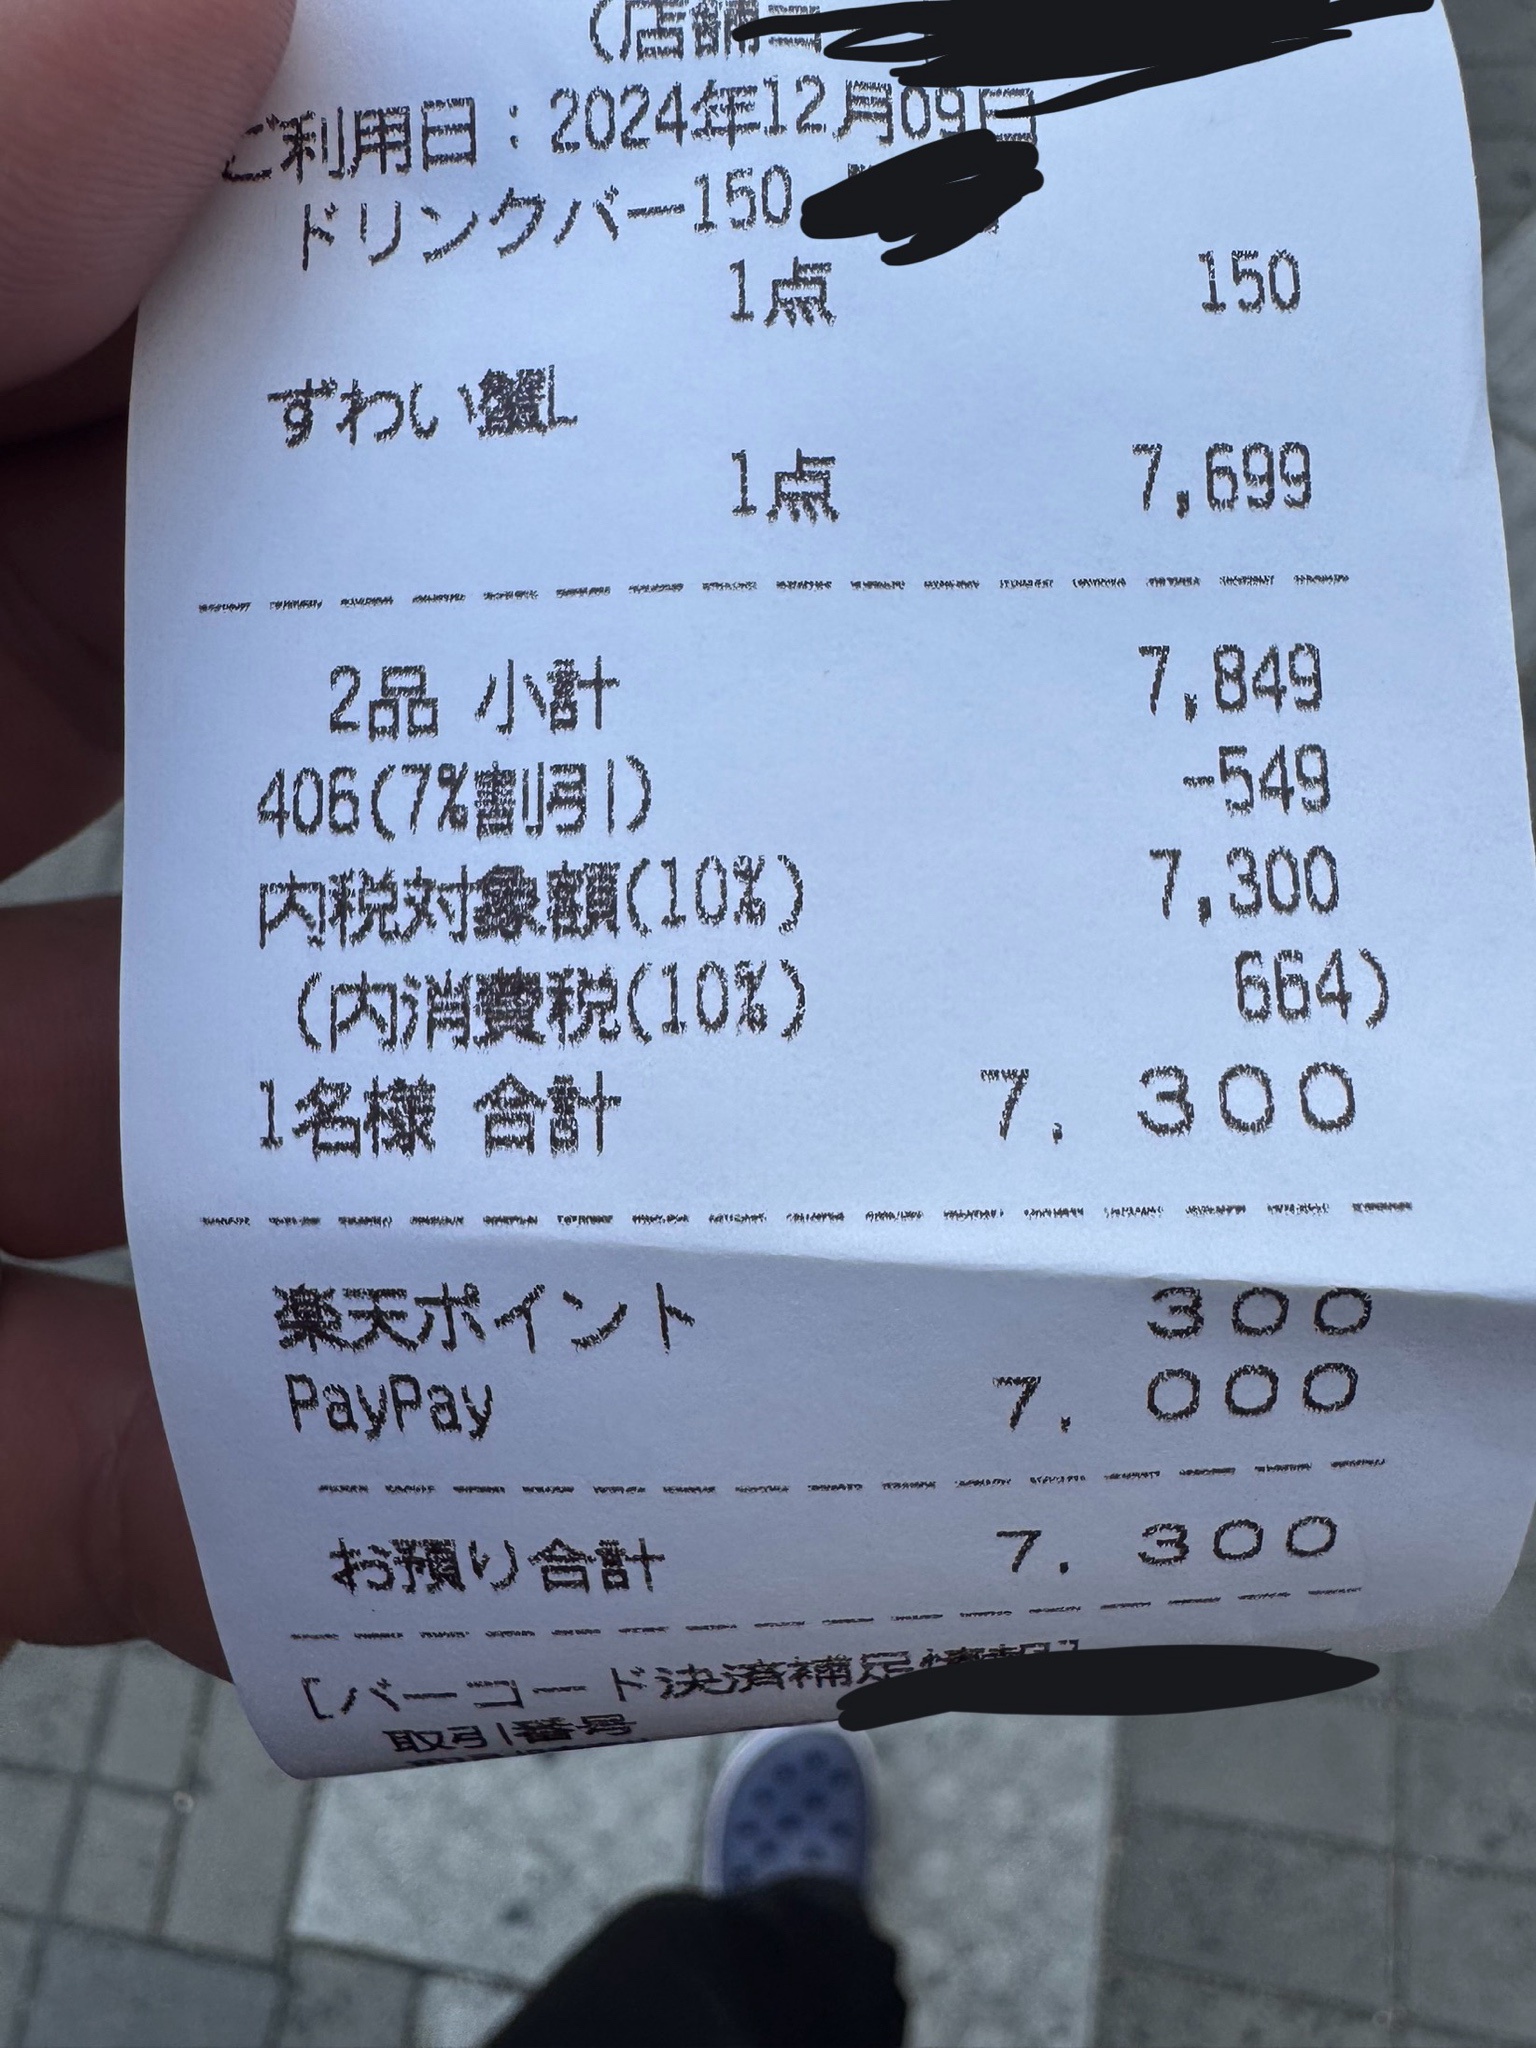 (店舗コ
ご利用日：2024年12月09日
ドリンクバー150
1点 150
ずわい蟹L
1点 7,699
2品 小計 7,849
406(7%割引) -549
内税対象額(10%) 7,300
(内消費税(10%) 664)
1名様 合計 7,300
楽天ポイント 300
PayPay 7,000
お預り合計 7,300
[バーコード決済補足情報]
取引番号